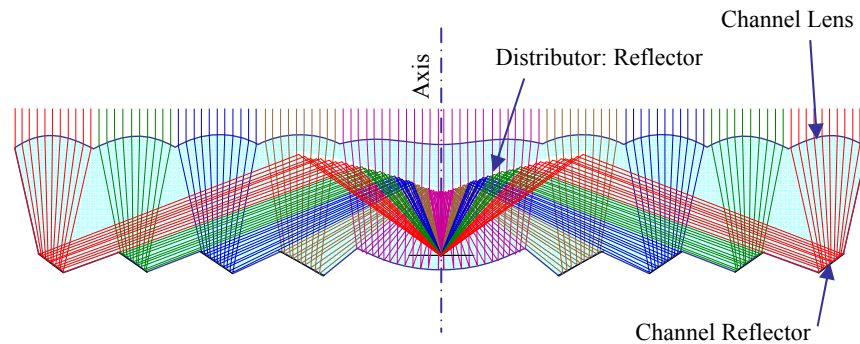 Channel Lens
Distributor: Reflector
Axis
Channel Reflector